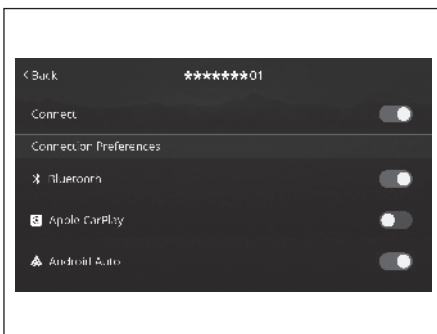 Back *******01
Connect
Connection Preferences
Bluetooth
Apple CarPlay
Android Auto